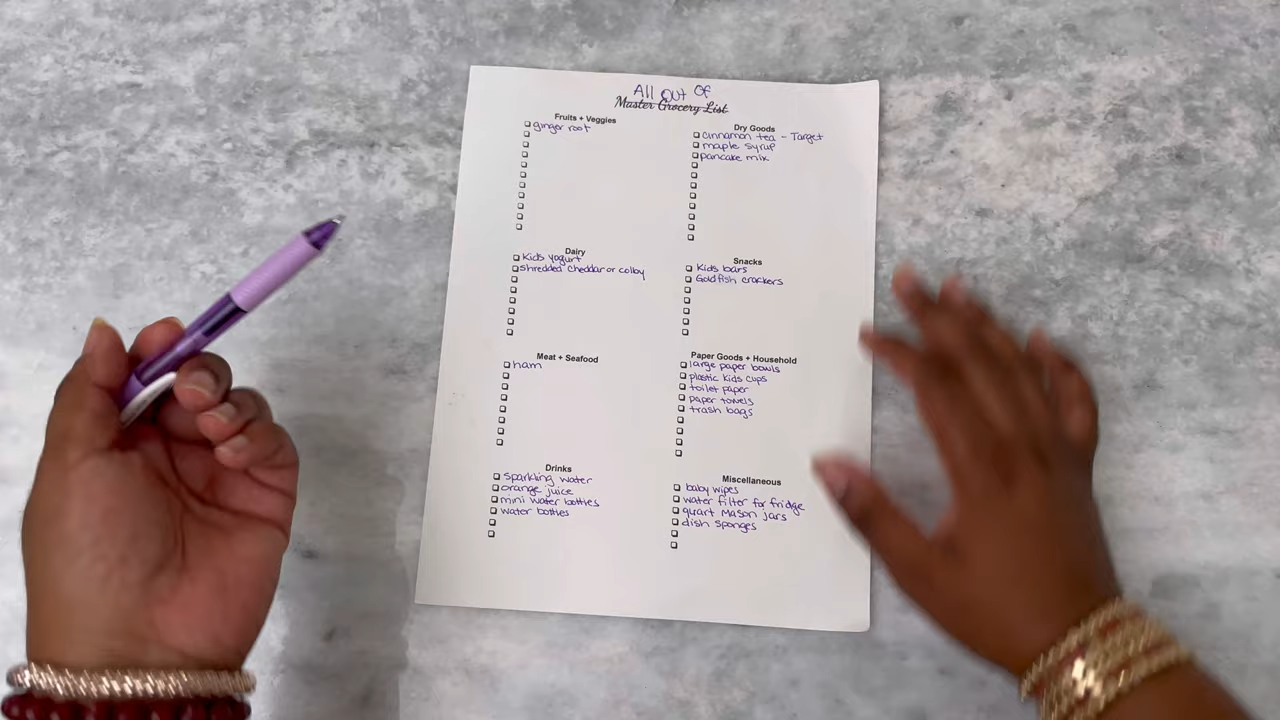 All Out Of
Master Grocery List
Fruits + Veggies
ginger root
Dairy
Kids yogurt
shredded cheddar or colby
Meat + Seafood
ham
Drinks
sparkling water
orange juice
mini water bottles
water bottles
Dry Goods
cinnamon tea - Target
maple syrup
pancake mix
Snacks
Kids bars
Goldfish crackers
Paper Goods + Household
large paper bowls
plastic kids cups
toilet paper
paper towels
trash bags
Miscellaneous
baby wipes
water filter for fridge
quart Mason jars
dish sponges